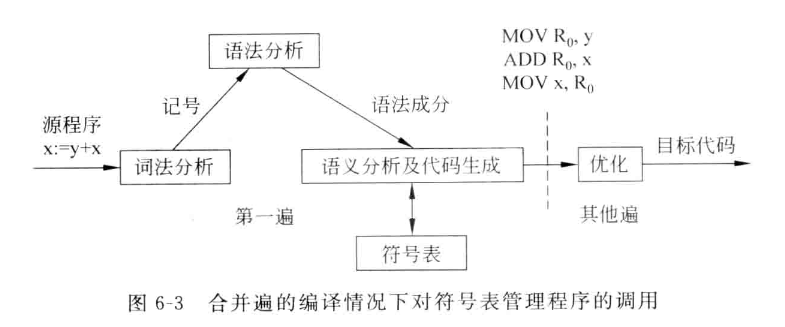 语法分析
MOV R₀, y
ADD R₀, x
MOV x, R₀
记号
语法成分
源程序
x:=y+x
词法分析
语义分析及代码生成
优化
目标代码
第一遍
其他遍
符号表
图 6-3 合并遍的编译情况下对符号表管理程序的调用